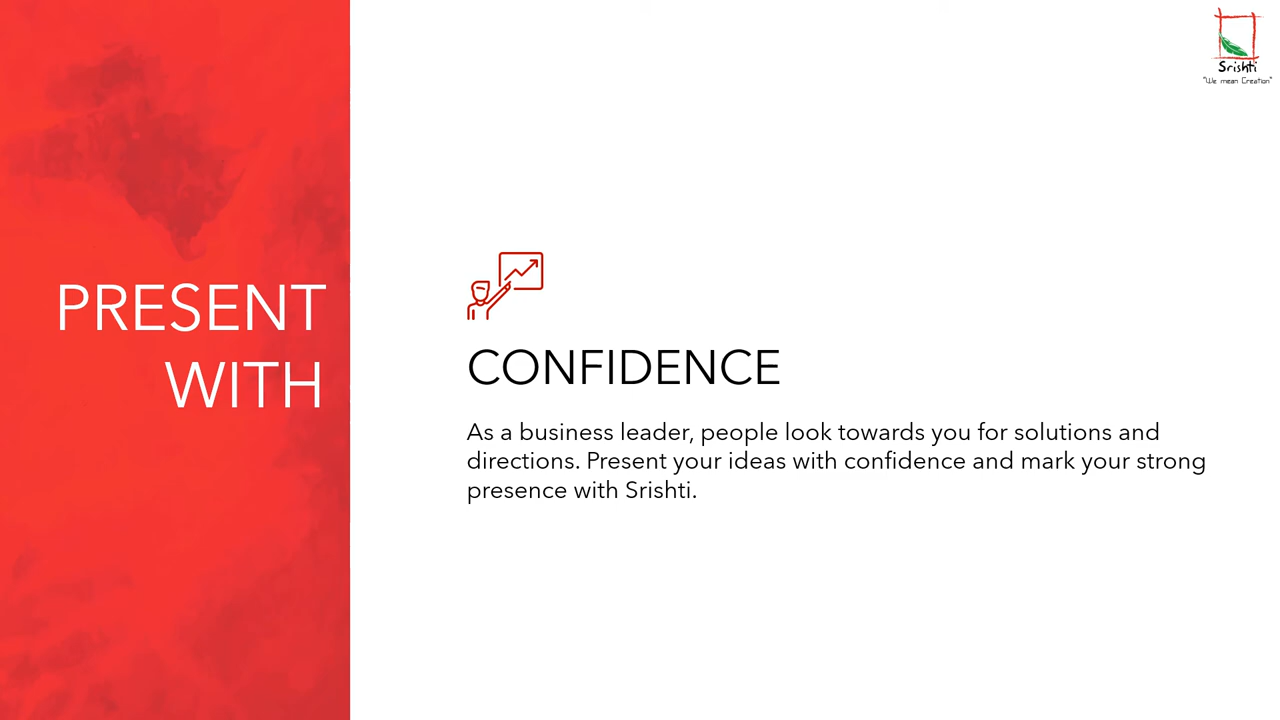 Srishti
"We mean Creation"
PRESENT
WITH
CONFIDENCE
As a business leader, people look towards you for solutions and
directions. Present your ideas with confidence and mark your strong
presence with Srishti.